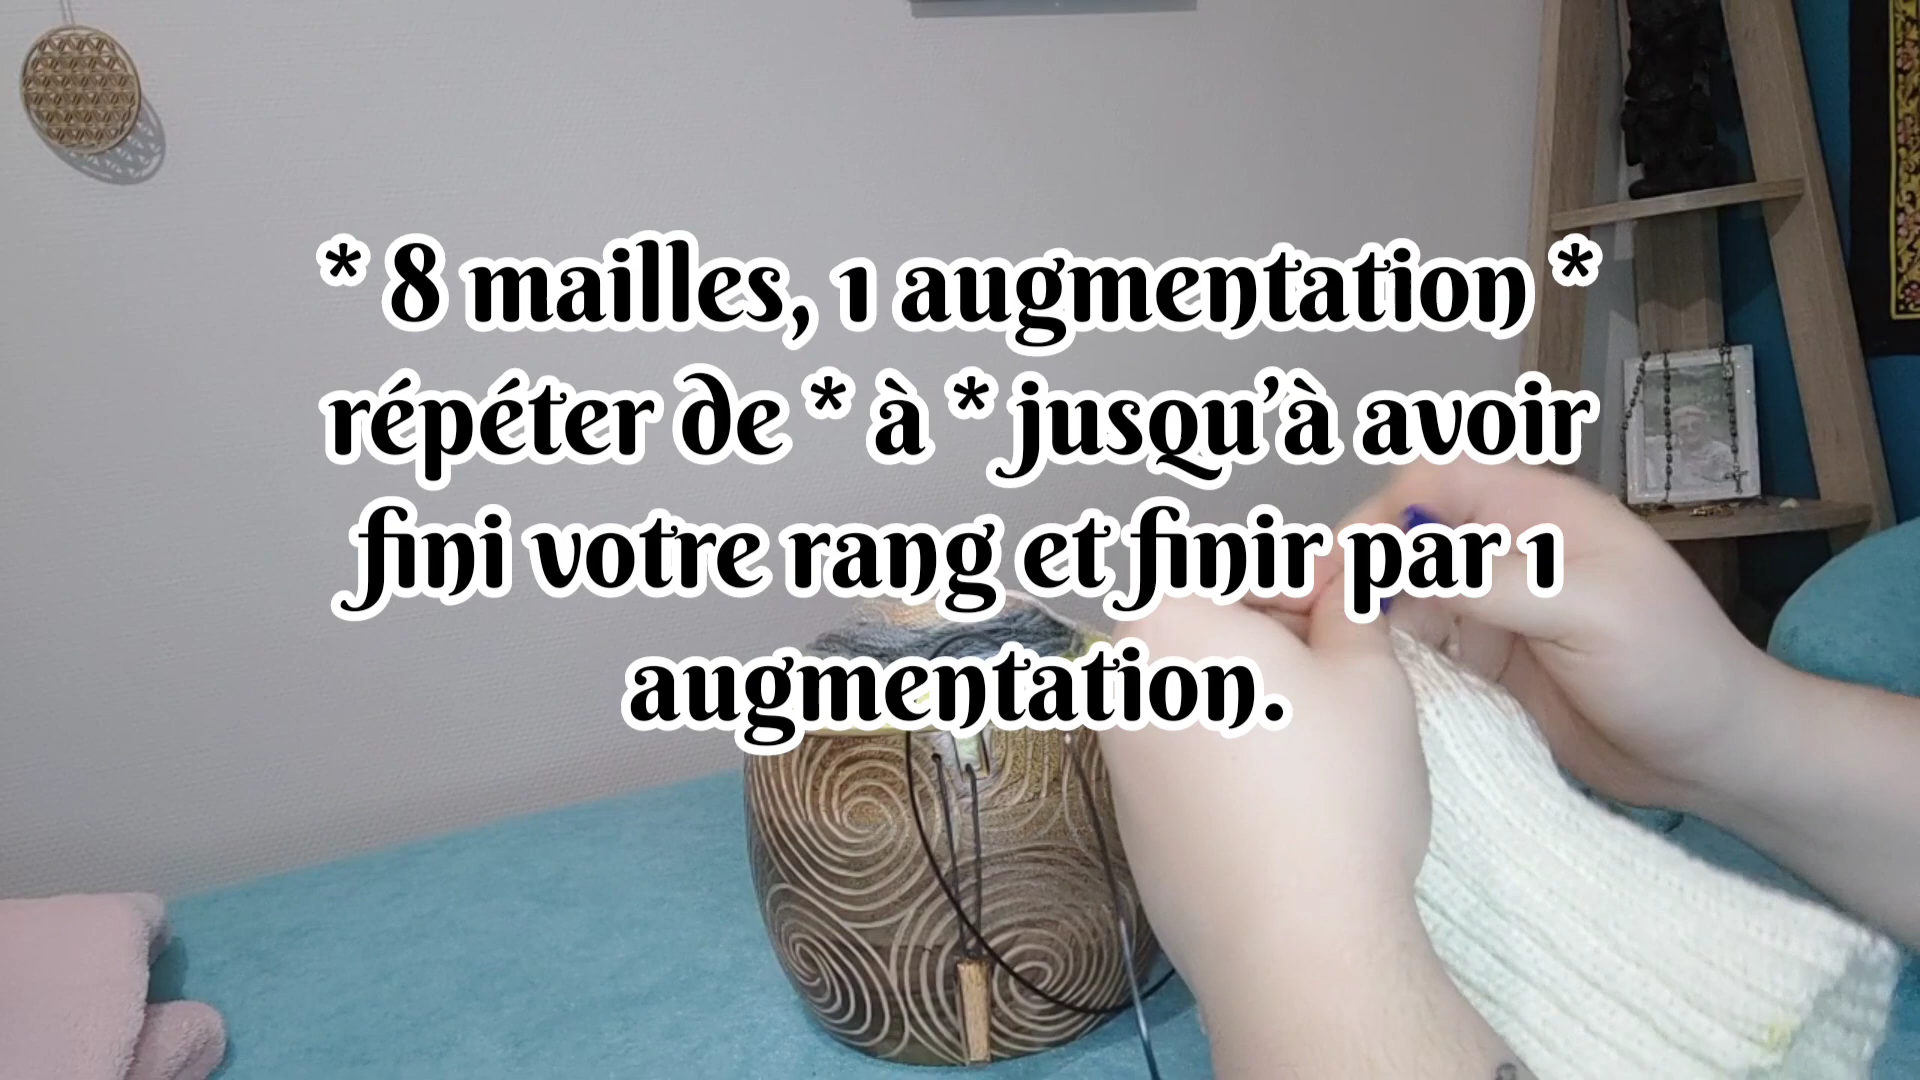 * 8 mailles, 1 augmentation *
répéter de * à * jusqu'à avoir
fini votre rang et finir par 1
augmentation.